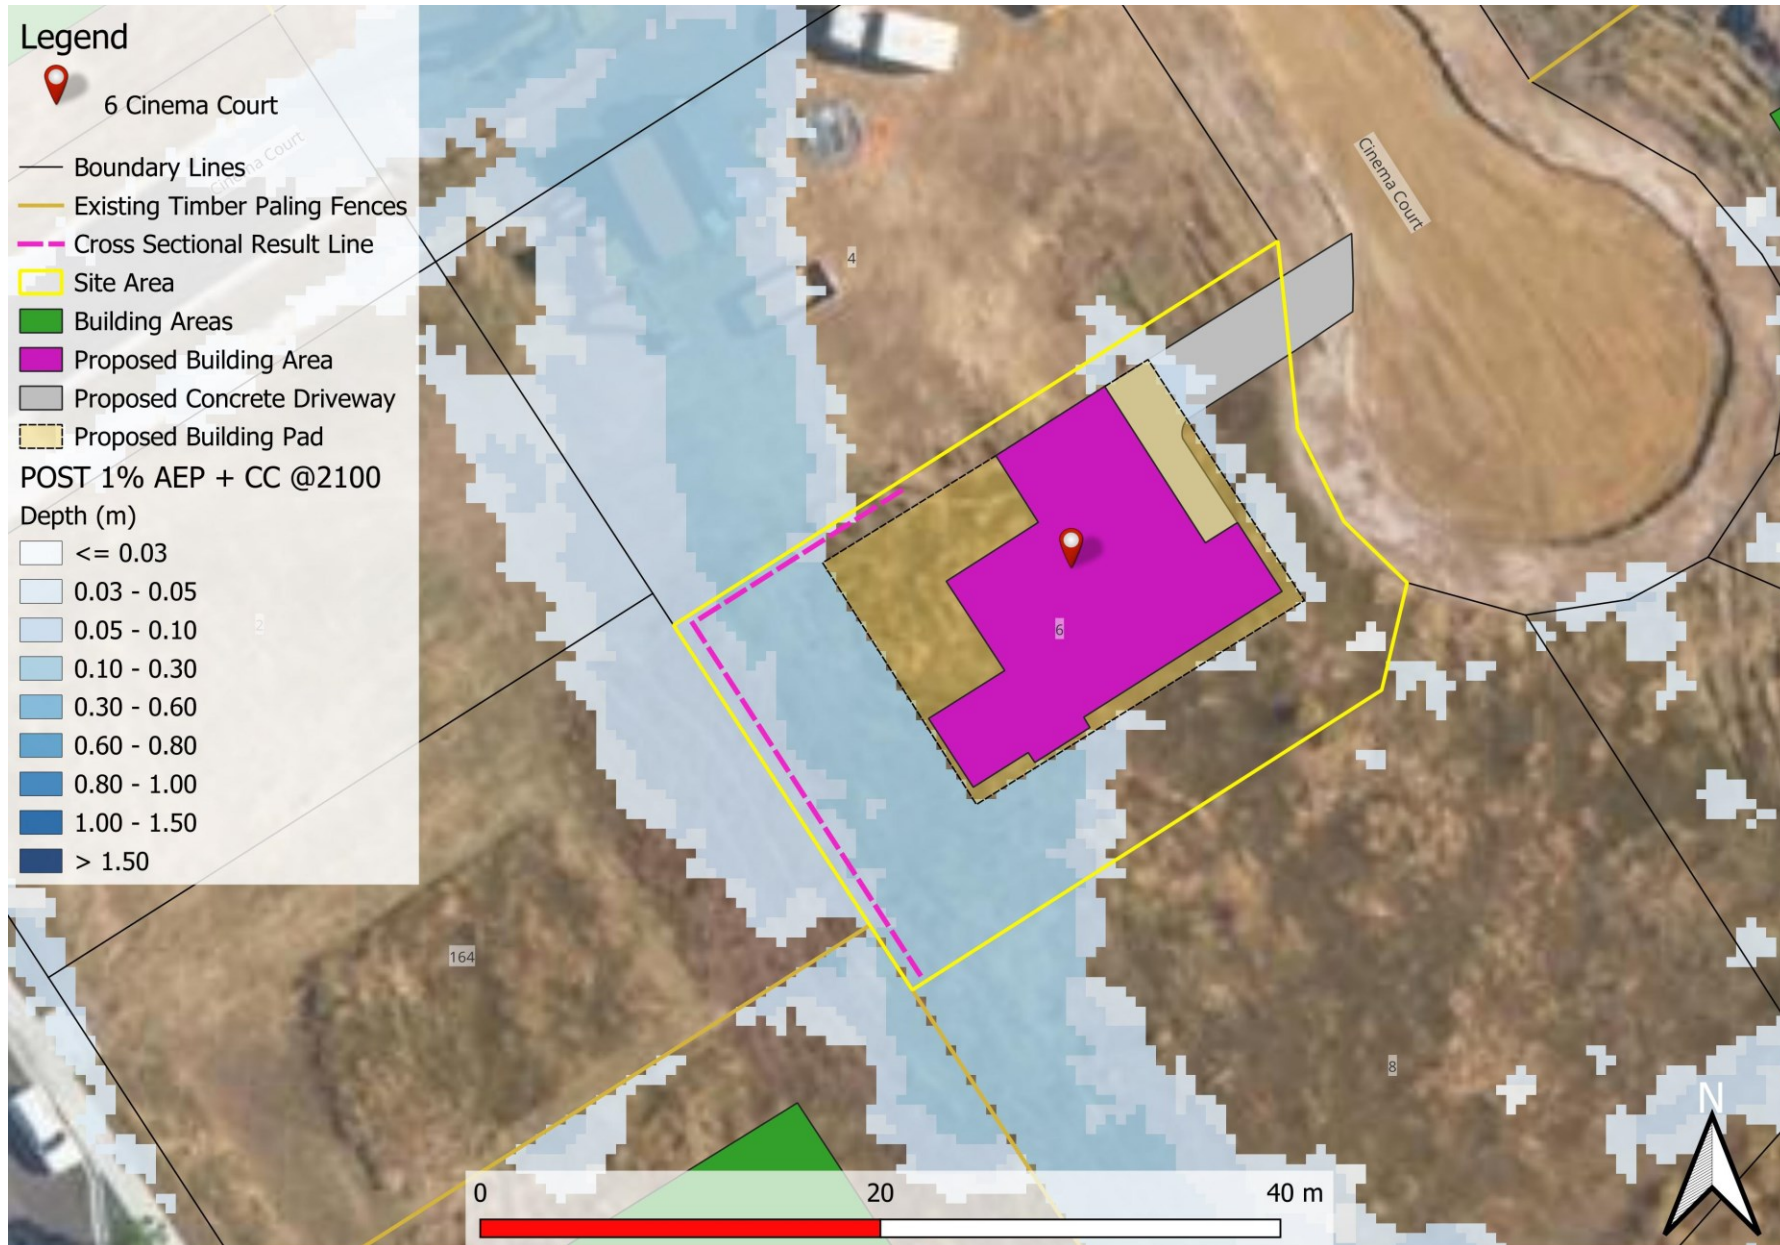 Legend
6 Cinema Court
Boundary Lines
Existing Timber Paling Fences
Cross Sectional Result Line
Site Area
Building Areas
Proposed Building Area
Proposed Concrete Driveway
Proposed Building Pad
POST 1% AEP + CC @2100
Depth (m)
<= 0.03
0.03 - 0.05
0.05 - 0.10
0.10 - 0.30
0.30 - 0.60
0.60 - 0.80
0.80 - 1.00
1.00 - 1.50
> 1.50
Cinema Court
Cinema Court
4
2
6
164
8
N
0 20 40 m